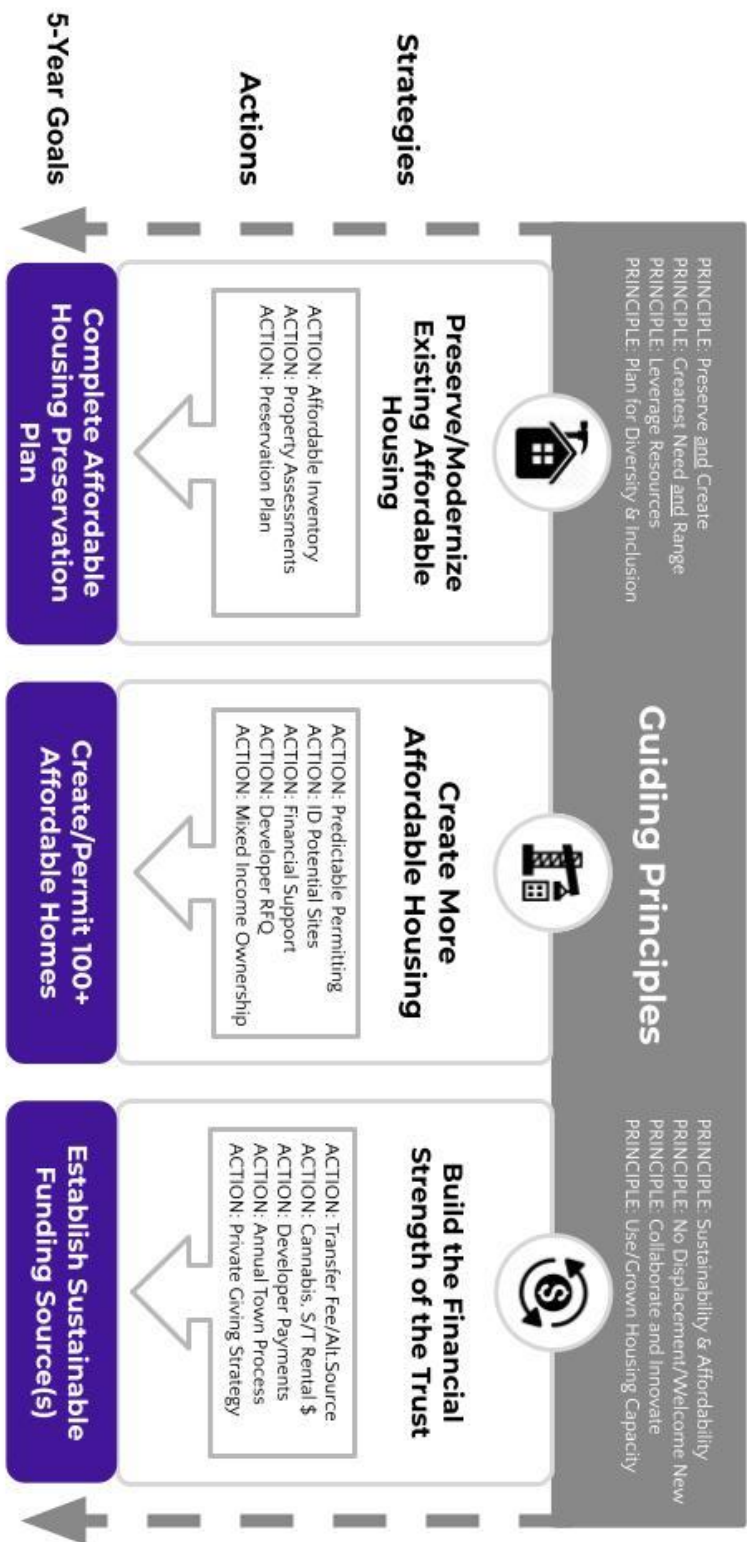 Guiding Principles
PRINCIPLE: Preserve and Create
PRINCIPLE: Greatest Need and Range
PRINCIPLE: Leverage Resources
PRINCIPLE: Plan for Diversity & Inclusion
PRINCIPLE: Sustainability & Affordability
PRINCIPLE: No Displacement/Welcome New
PRINCIPLE: Collaborate and Innovate
PRINCIPLE: Use/Grown Housing Capacity
Strategies
Preserve/Modernize
Existing Affordable
Housing
Create More
Affordable Housing
Build the Financial
Strength of the Trust
Actions
ACTION: Affordable Inventory
ACTION: Property Assessments
ACTION: Preservation Plan
ACTION: Predictable Permitting
ACTION: ID Potential Sites
ACTION: Financial Support
ACTION: Developer RFQ
ACTION: Mixed Income Ownership
ACTION: Transfer Fee/Alt.Source
ACTION: Cannabis, S/T Rental $
ACTION: Developer Payments
ACTION: Annual Town Process
ACTION: Private Giving Strategy
5-Year Goals
Complete Affordable
Housing Preservation
Plan
Create/Permit 100+
Affordable Homes
Establish Sustainable
Funding Source(s)